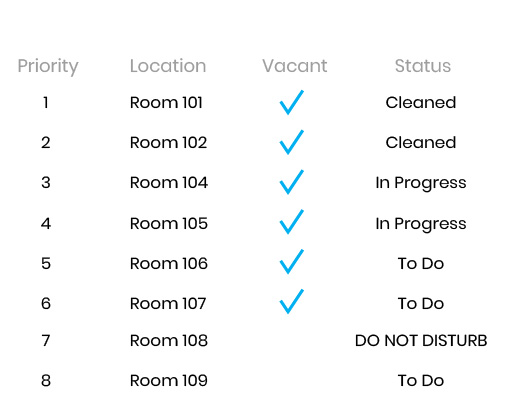 Priority Location Vacant Status
1 Room 101 Cleaned
2 Room 102 Cleaned
3 Room 104 In Progress
4 Room 105 In Progress
5 Room 106 To Do
6 Room 107 To Do
7 Room 108 DO NOT DISTURB
8 Room 109 To Do